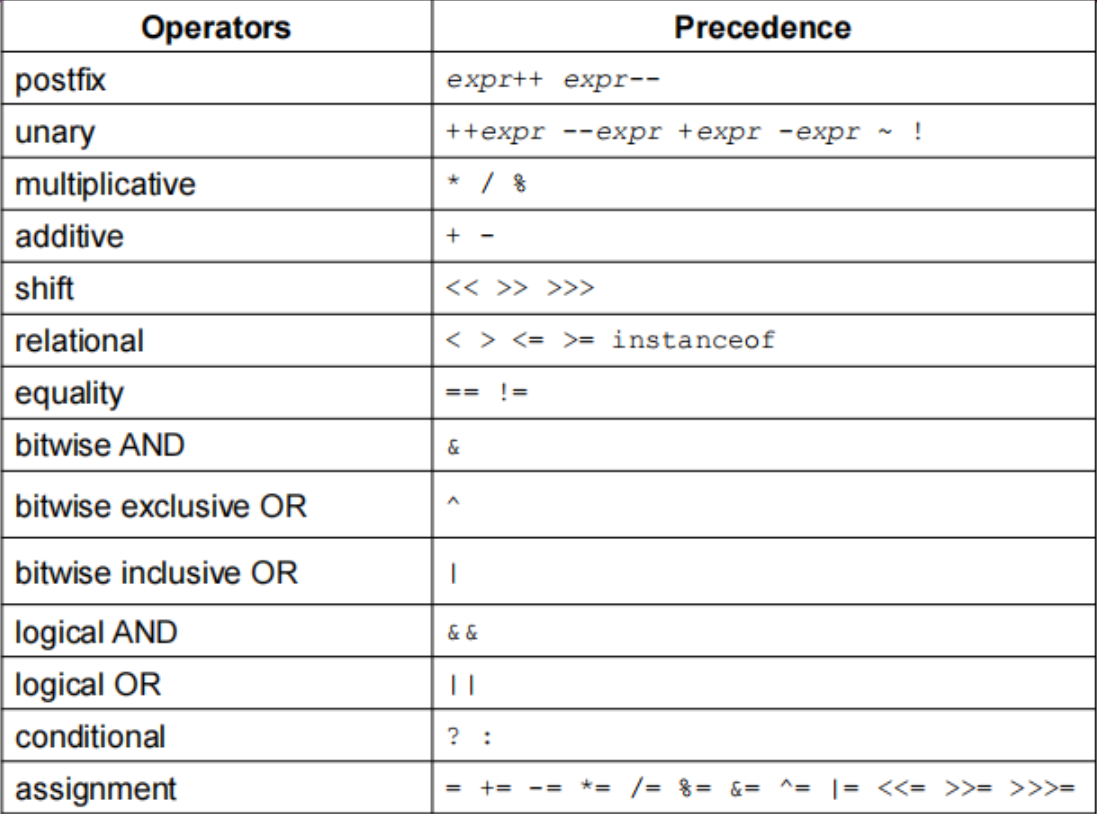 Operators Precedence
postfix expr++ expr--
unary ++expr --expr +expr -expr ~ !
multiplicative * / %
additive + -
shift << >> >>>
relational < > <= >= instanceof
equality == !=
bitwise AND &
bitwise exclusive OR ^
bitwise inclusive OR |
logical AND &&
logical OR ||
conditional ? :
assignment = += -= *= /= %= &= ^= |= <<= >>= >>>=